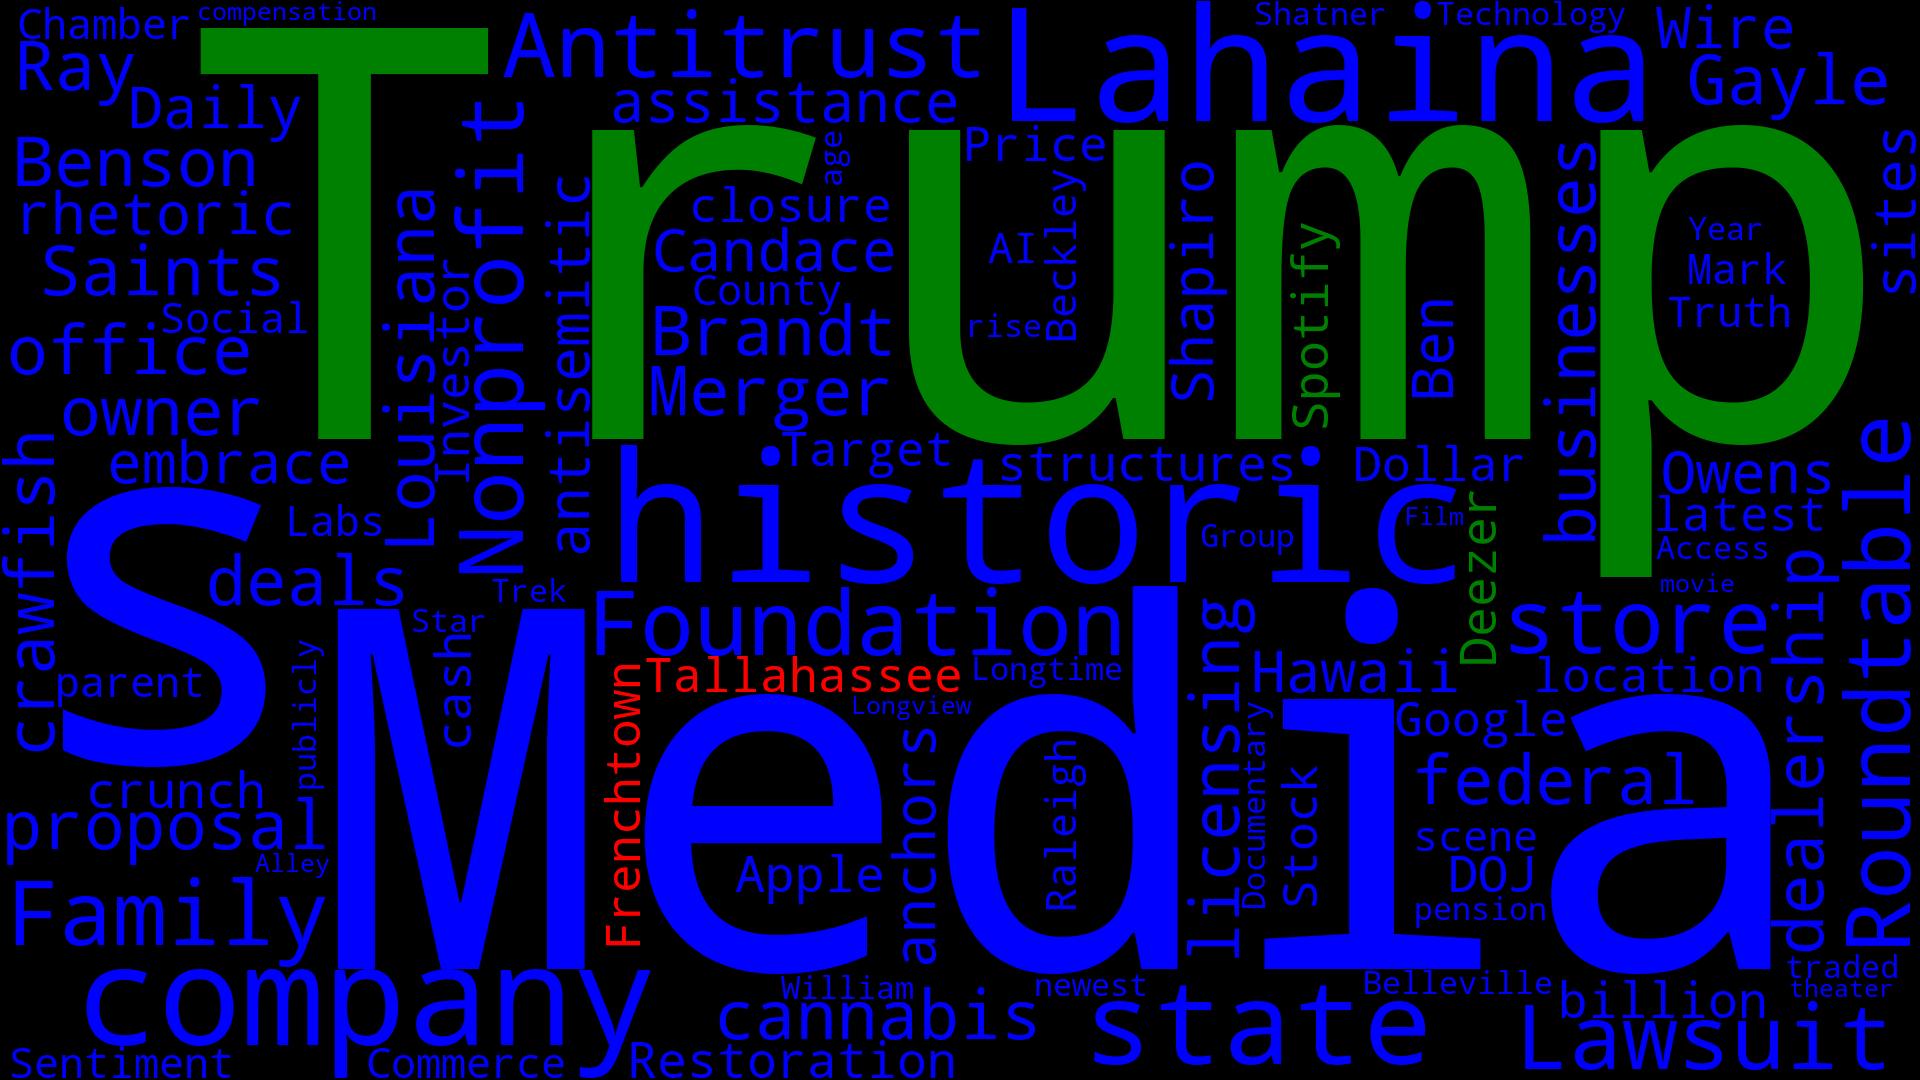 Chamber
compensation
Shatner
Technology
Wire
Ray
Antitrust
Lahaina
Gayle
Daily
assistance
Trump
Price
age
Benson
rhetoric
Louisiana
Nonprofit
antisemitic
closure
Candace
AI
Beckley
Shapiro
Spotify
businesses
Year
Mark
Truth
sites
Saints
Social
Investor
County
Brandt
rise
Ben
office
owner
Merger
embrace
Target
structures
Dollar
Owens
crawfish
s
Labs
historic
Group
Film
Deezer
latest
Access
movie
Roundtable
deals
Trek
Star
Foundation
store
dealership
parent
publicly
cash
Frenchtown
Tallahassee
Longtime
Longview
licensing
Hawaii
location
Media
Google
crunch
proposal
Alley
Apple
anchors
Raleigh
Documentary
Stock
federal
scene
DOJ
pension
Family
company
William
newest
Belleville
traded
theater
cannabis
state
billion
Lawsuit
Sentiment
Commerce
Restoration